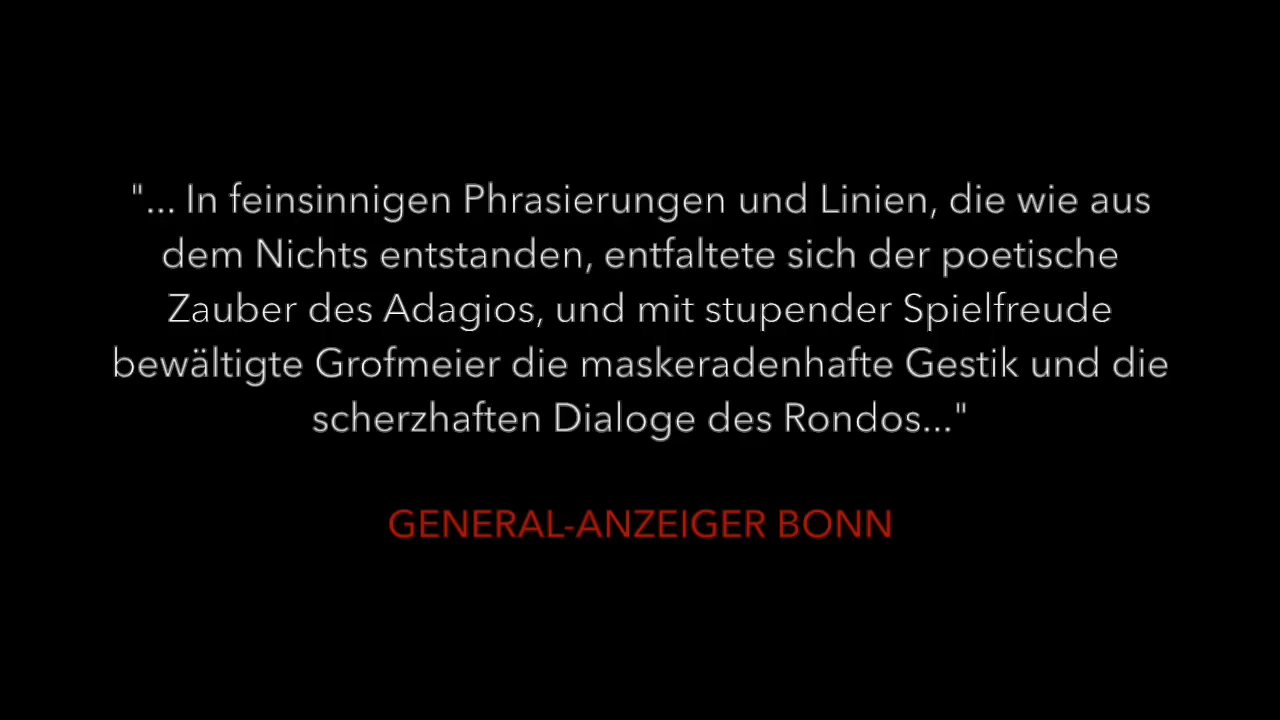 "... In feinsinnigen Phrasierungen und Linien, die wie aus
dem Nichts entstanden, entfaltete sich der poetische
Zauber des Adagios, und mit stupender Spielfreude
bewältigte Grofmeier die maskeradenhafte Gestik und die
scherzhaften Dialoge des Rondos..."
GENERAL-ANZEIGER BONN